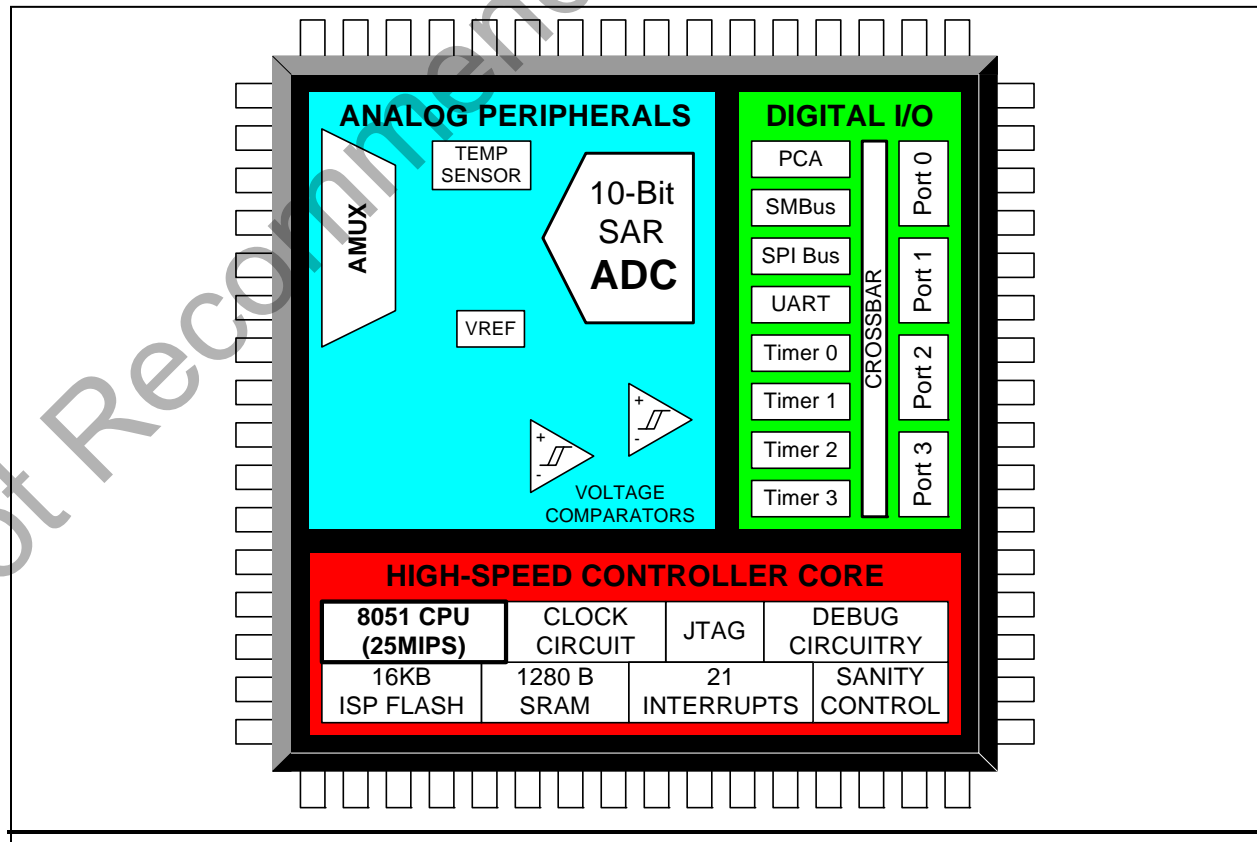 ANALOG PERIPHERALS
AMUX
TEMP
SENSOR
10-Bit
SAR
ADC
VREF
+
-
+
-
VOLTAGE
COMPARATORS
DIGITAL I/O
PCA
SMBus
SPI Bus
UART
Timer 0
Timer 1
Timer 2
Timer 3
CROSSBAR
Port 0
Port 1
Port 2
Port 3
HIGH-SPEED CONTROLLER CORE
8051 CPU
(25MIPS)
CLOCK
CIRCUIT
JTAG
DEBUG
CIRCUITRY
16KB
ISP FLASH
1280 B
SRAM
21
INTERRUPTS
SANITY
CONTROL